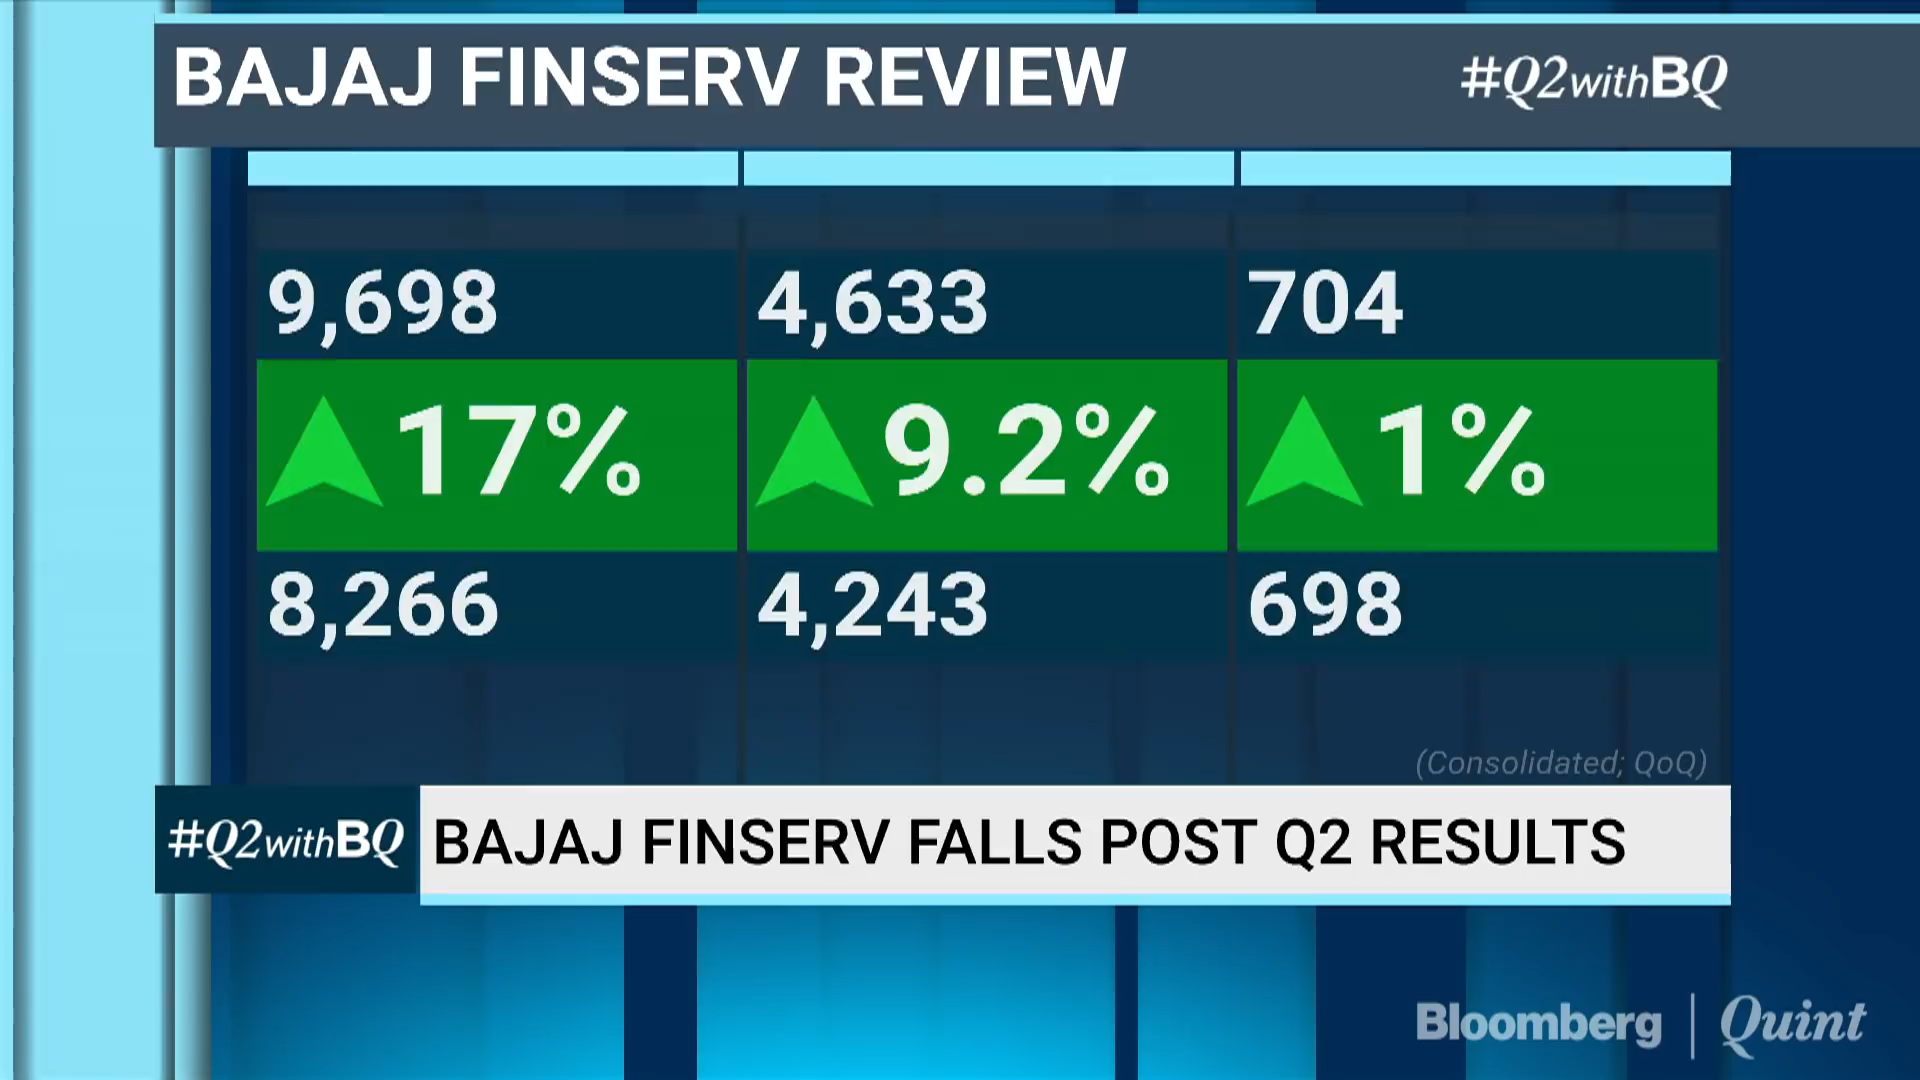 BAJAJ FINSERV REVIEW
#Q2withBQ
9,698 4,633 704
17% 9.2% 1%
8,266 4,243 698
(Consolidated; QoQ)
#Q2withBQ
BAJAJ FINSERV FALLS POST Q2 RESULTS
Bloomberg | Quint